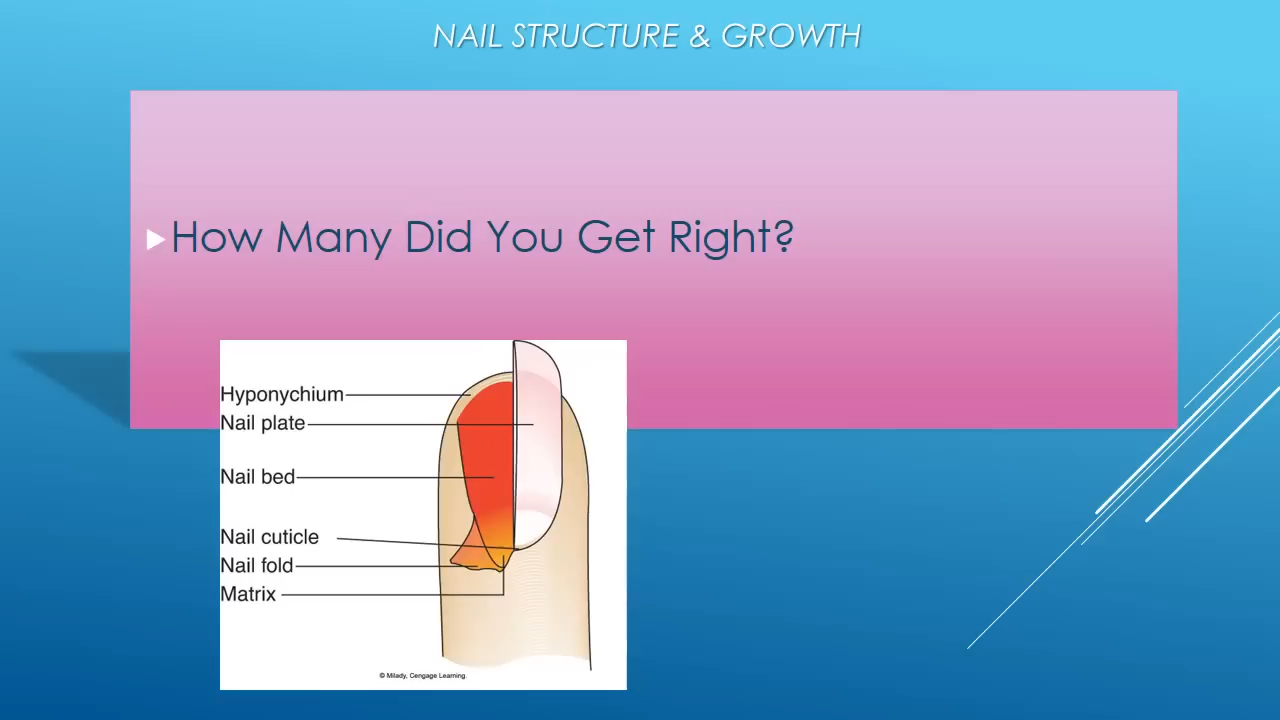 NAIL STRUCTURE & GROWTH
How Many Did You Get Right?
Hyponychium
Nail plate
Nail bed
Nail cuticle
Nail fold
Matrix
© Milady, Cengage Learning.